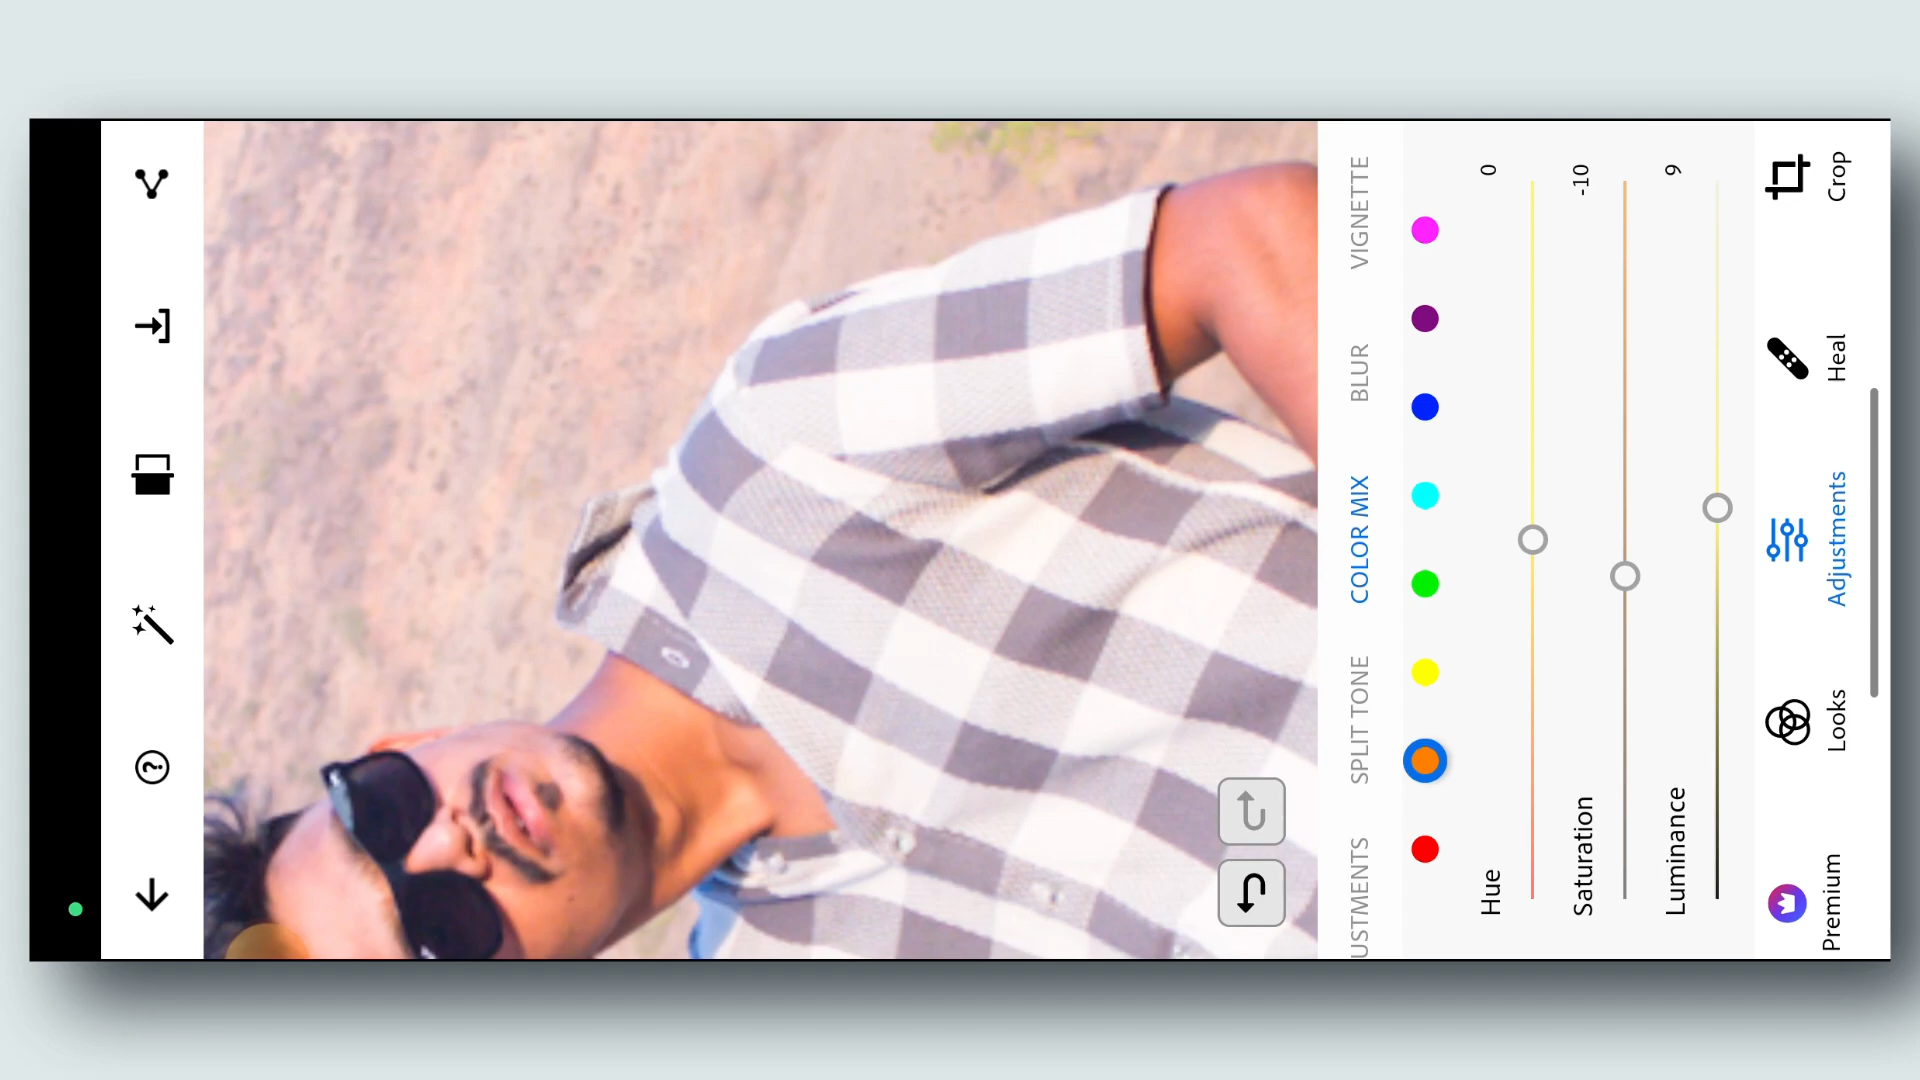 USTMENTS SPLIT TONE COLOR MIX BLUR VIGNETTE
Hue 0
Saturation -10
Luminance 9
Premium Looks Adjustments Heal Crop